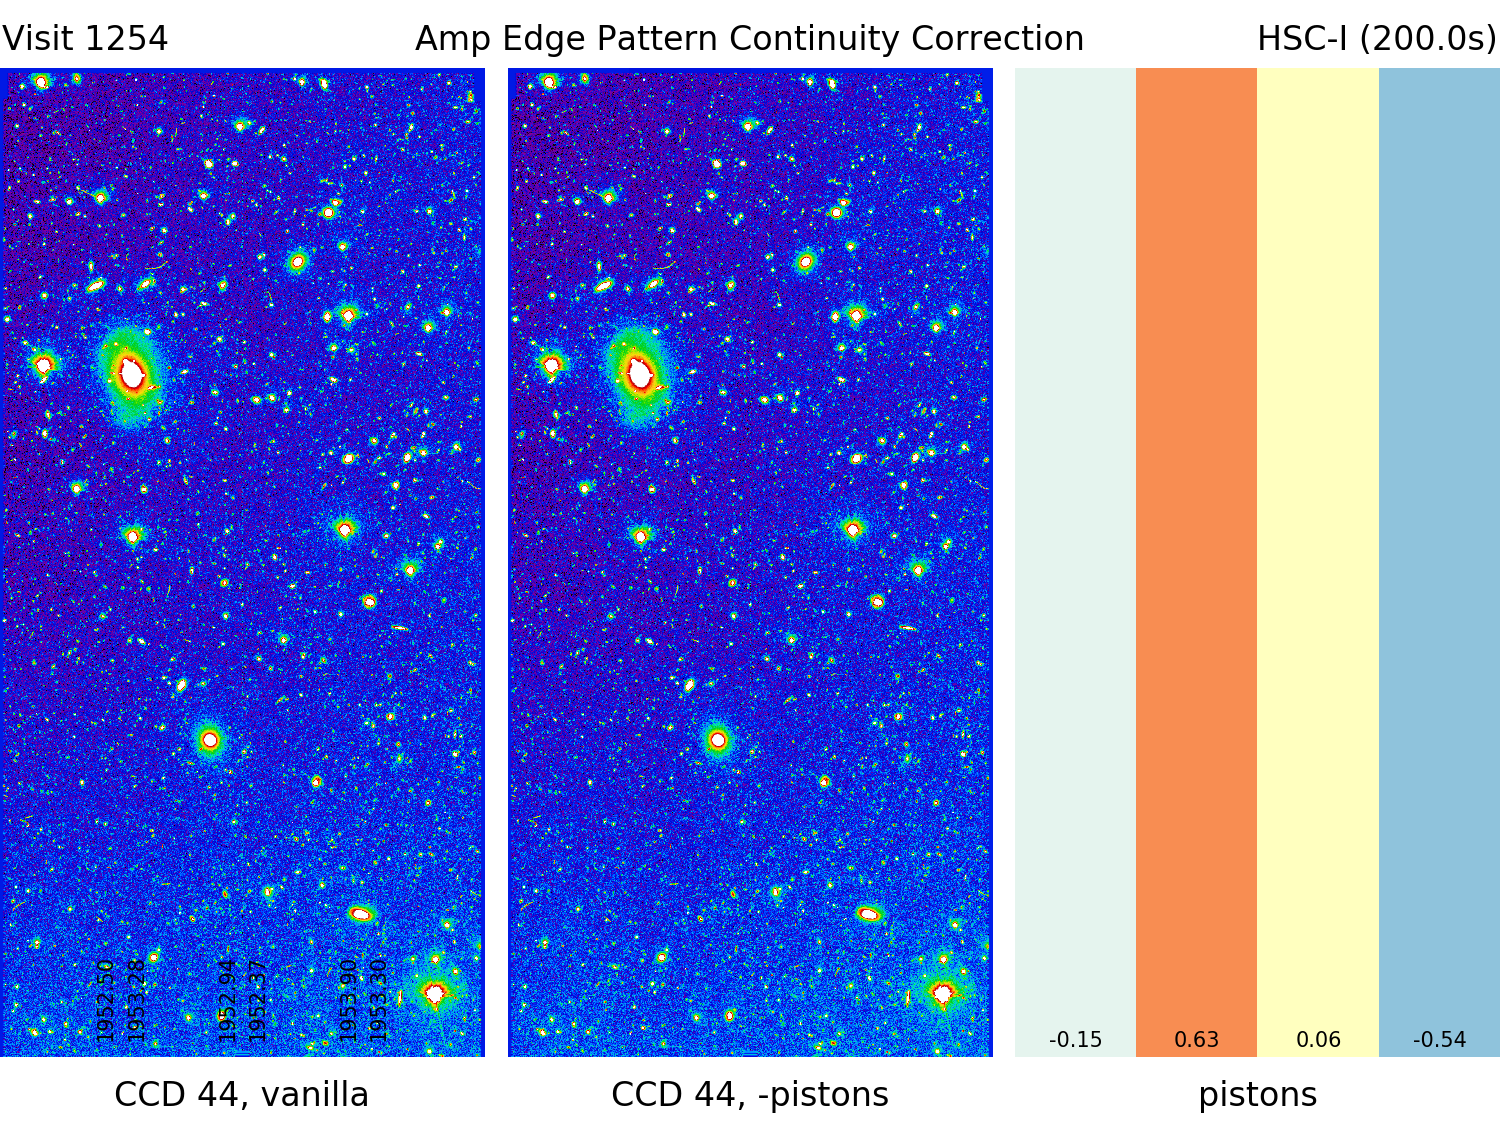 Visit 1254 Amp Edge Pattern Continuity Correction HSC-I (200.0s)
1952.50
1953.28
1952.94
1952.37
1953.90
1953.30
-0.15 0.63 0.06 -0.54
CCD 44, vanilla CCD 44, -pistons pistons